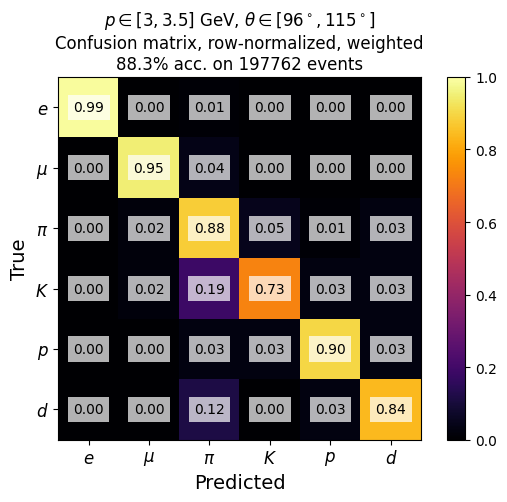 p ∈ [3, 3.5] GeV, θ ∈ [96°, 115°]
Confusion matrix, row-normalized, weighted
88.3% acc. on 197762 events
True
e 0.99 0.00 0.01 0.00 0.00 0.00
μ 0.00 0.95 0.04 0.00 0.00 0.00
π 0.00 0.02 0.88 0.05 0.01 0.03
K 0.00 0.02 0.19 0.73 0.03 0.03
p 0.00 0.00 0.03 0.03 0.90 0.03
d 0.00 0.00 0.12 0.00 0.03 0.84
e μ π K p d
Predicted
1.0
0.8
0.6
0.4
0.2
0.0